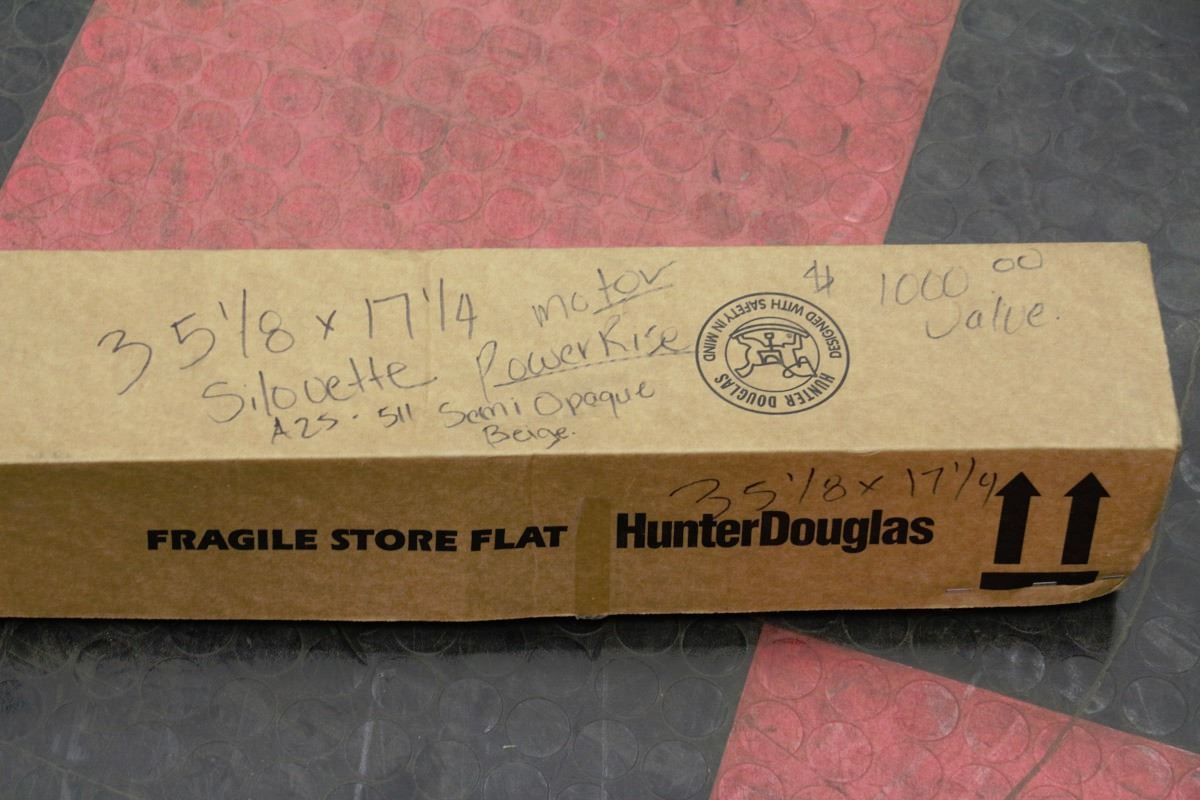 35 1/8 x 17 1/4 motor
$ 1000.00
Value.
Silouette PowerRise
A25-511 Semi Opaque
Beige.
DESIGNED WITH SAFETY IN MIND
HUNTER DOUGLAS
35 1/8 x 17 1/4
FRAGILE STORE FLAT HunterDouglas